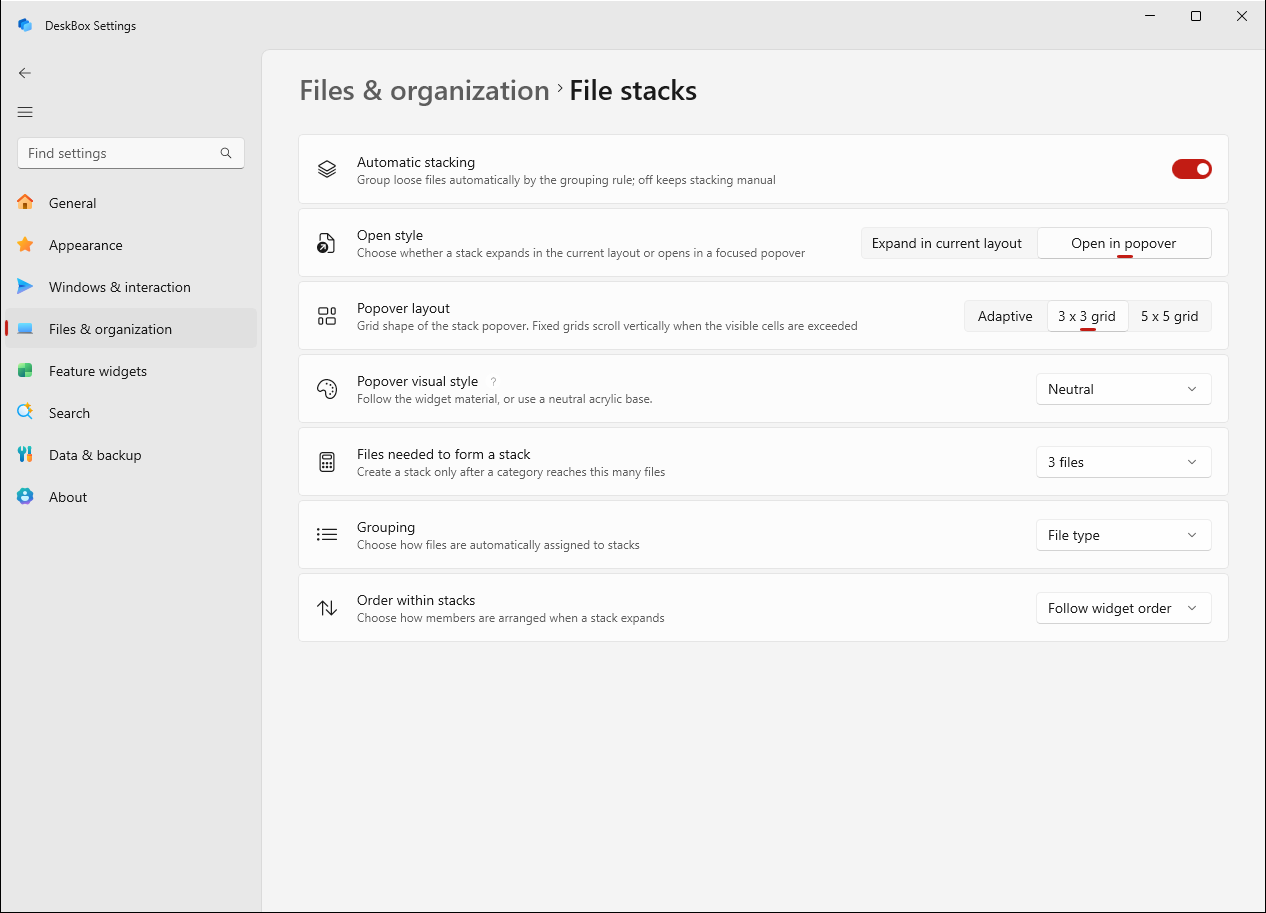 DeskBox Settings
Find settings
General
Appearance
Windows & interaction
Files & organization
Feature widgets
Search
Data & backup
About
Files & organization › File stacks
Automatic stacking
Group loose files automatically by the grouping rule; off keeps stacking manual
Open style
Choose whether a stack expands in the current layout or opens in a focused popover
Expand in current layout
Open in popover
Popover layout
Grid shape of the stack popover. Fixed grids scroll vertically when the visible cells are exceeded
Adaptive
3 x 3 grid
5 x 5 grid
Popover visual style ?
Follow the widget material, or use a neutral acrylic base.
Neutral
Files needed to form a stack
Create a stack only after a category reaches this many files
3 files
Grouping
Choose how files are automatically assigned to stacks
File type
Order within stacks
Choose how members are arranged when a stack expands
Follow widget order